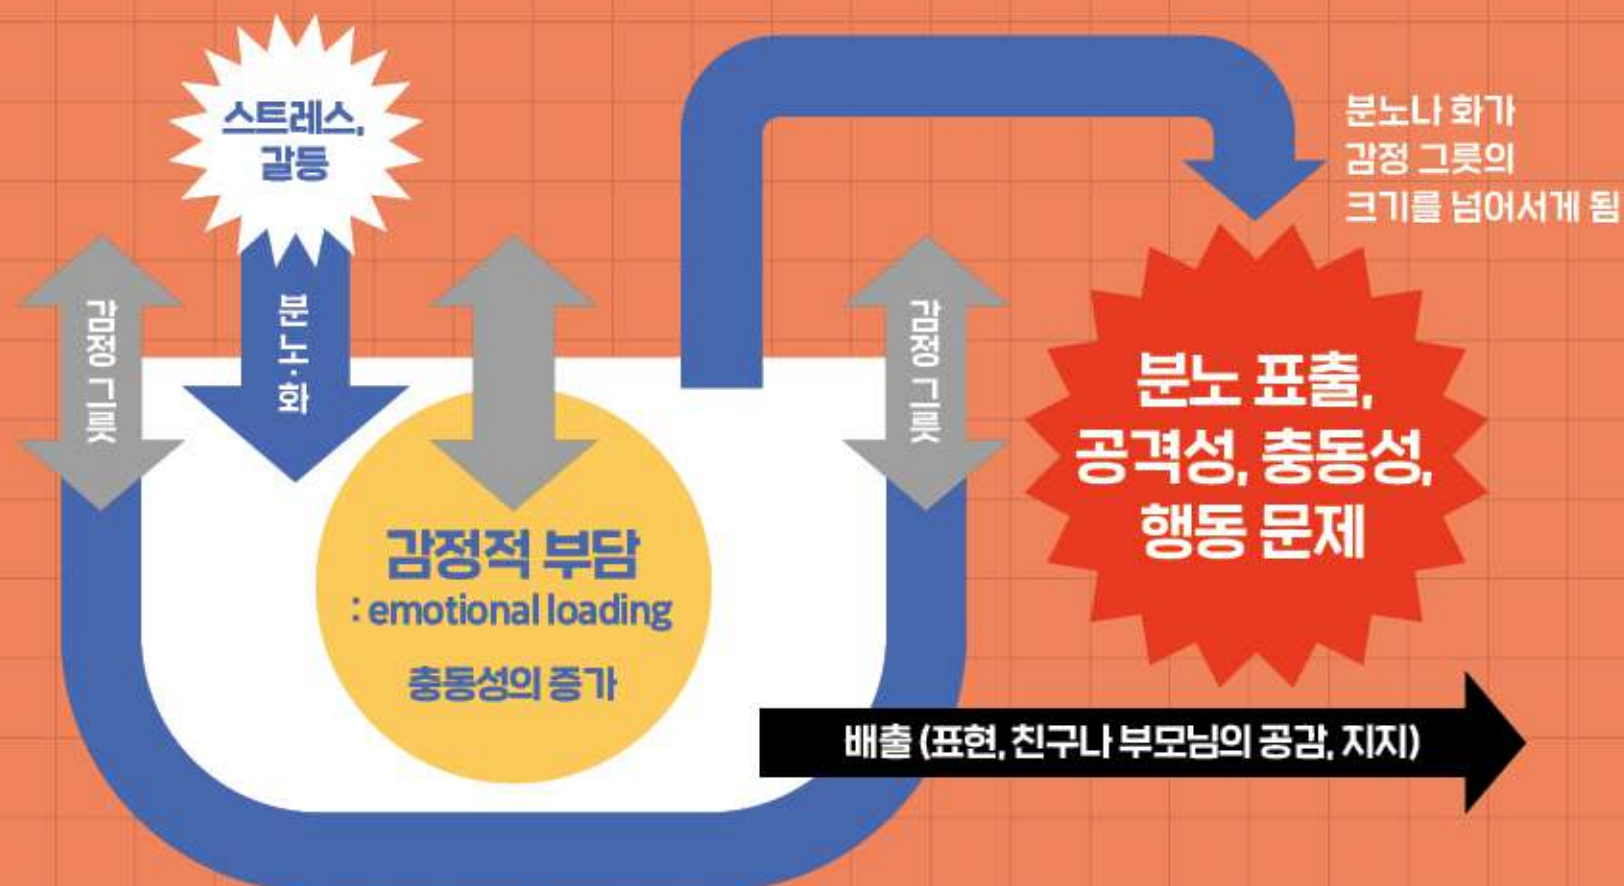 스트레스,
갈등
분노나 화가
감정 그릇의
크기를 넘어서게 됨
감정 그릇
분노·화
감정 그릇
분노 표출,
공격성, 충동성,
행동 문제
감정적 부담
: emotional loading
충동성의 증가
배출 (표현, 친구나 부모님의 공감, 지지)